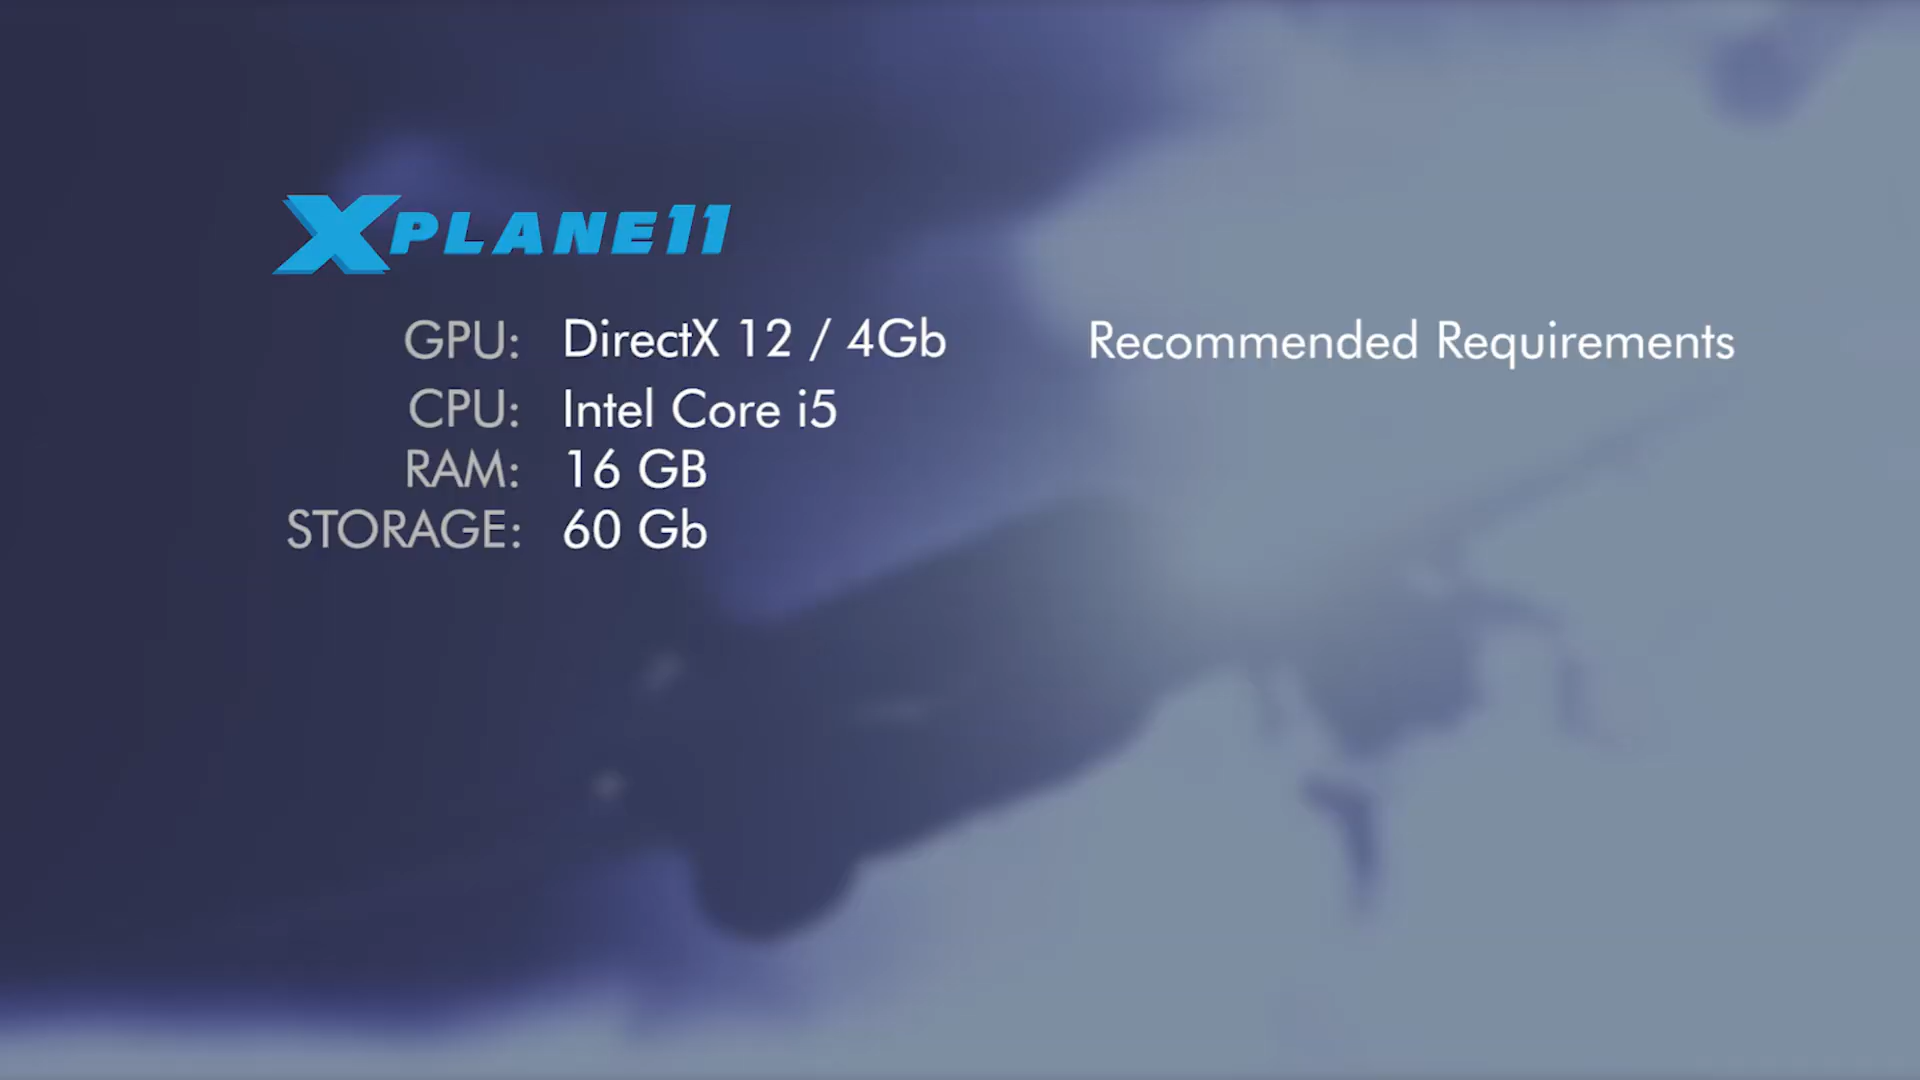 XPLANE11
GPU: DirectX 12 / 4Gb Recommended Requirements
CPU: Intel Core i5
RAM: 16 GB
STORAGE: 60 Gb